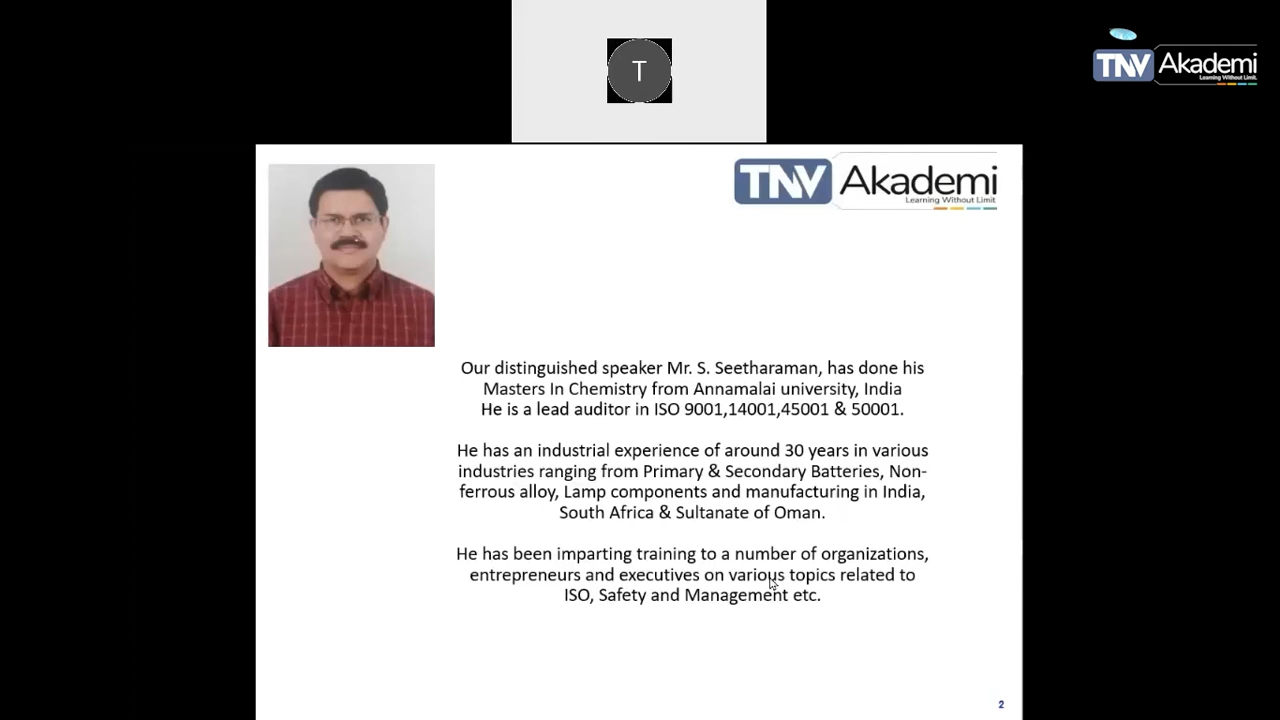 T
TNV Akademi
Learning Without Limit.
TNV Akademi
Learning Without Limit
Our distinguished speaker Mr. S. Seetharaman, has done his
Masters In Chemistry from Annamalai university, India
He is a lead auditor in ISO 9001,14001,45001 & 50001.
He has an industrial experience of around 30 years in various
industries ranging from Primary & Secondary Batteries, Non-
ferrous alloy, Lamp components and manufacturing in India,
South Africa & Sultanate of Oman.
He has been imparting training to a number of organizations,
entrepreneurs and executives on various topics related to
ISO, Safety and Management etc.
2